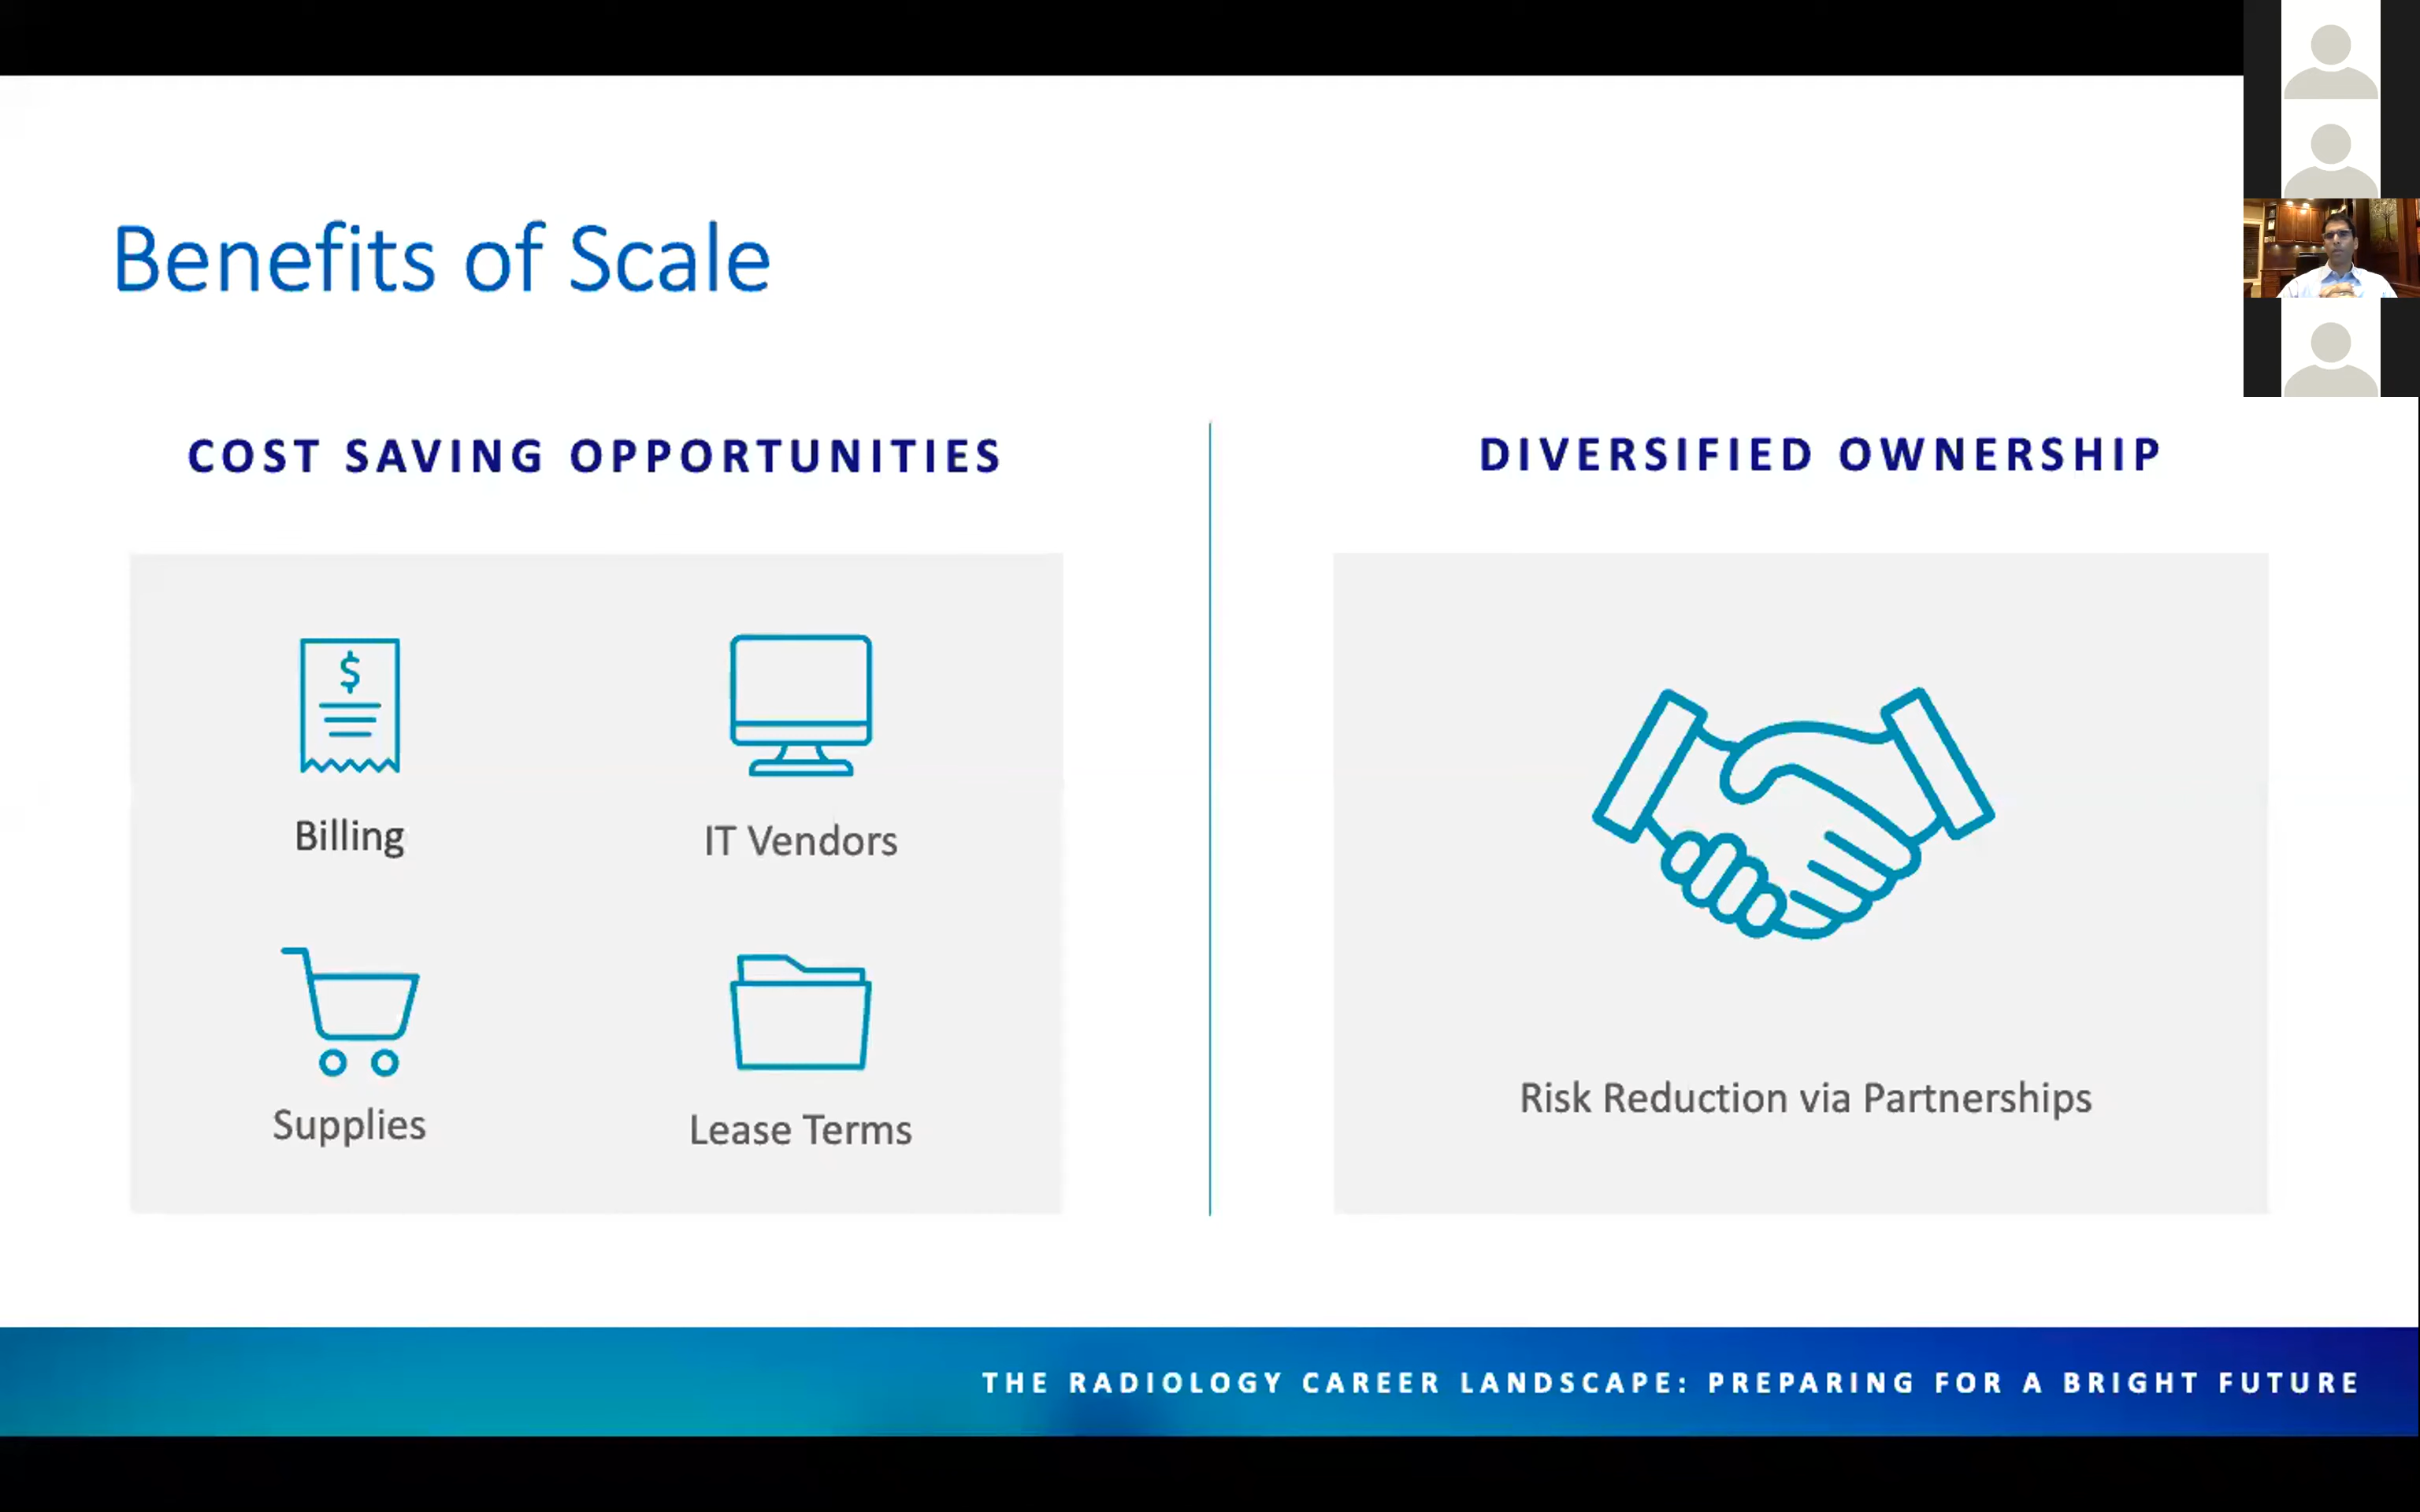 Benefits of Scale
COST SAVING OPPORTUNITIES
$
Billing
IT Vendors
Supplies
Lease Terms
DIVERSIFIED OWNERSHIP
Risk Reduction via Partnerships
THE RADIOLOGY CAREER LANDSCAPE: PREPARING FOR A BRIGHT FUTURE